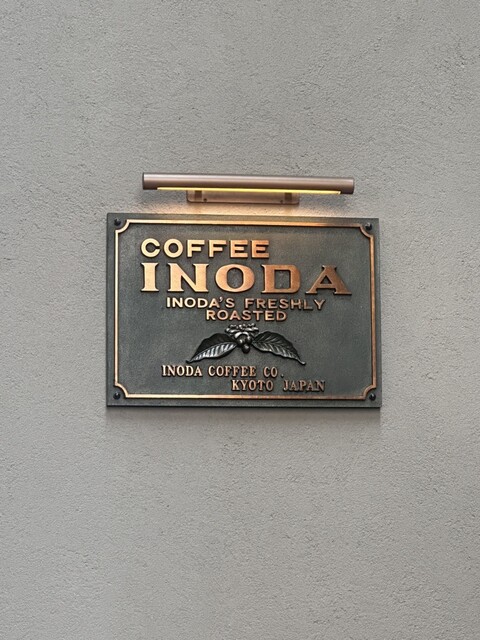 COFFEE
INODA
INODA'S FRESHLY
ROASTED
INODA COFFEE CO.
KYOTO JAPAN